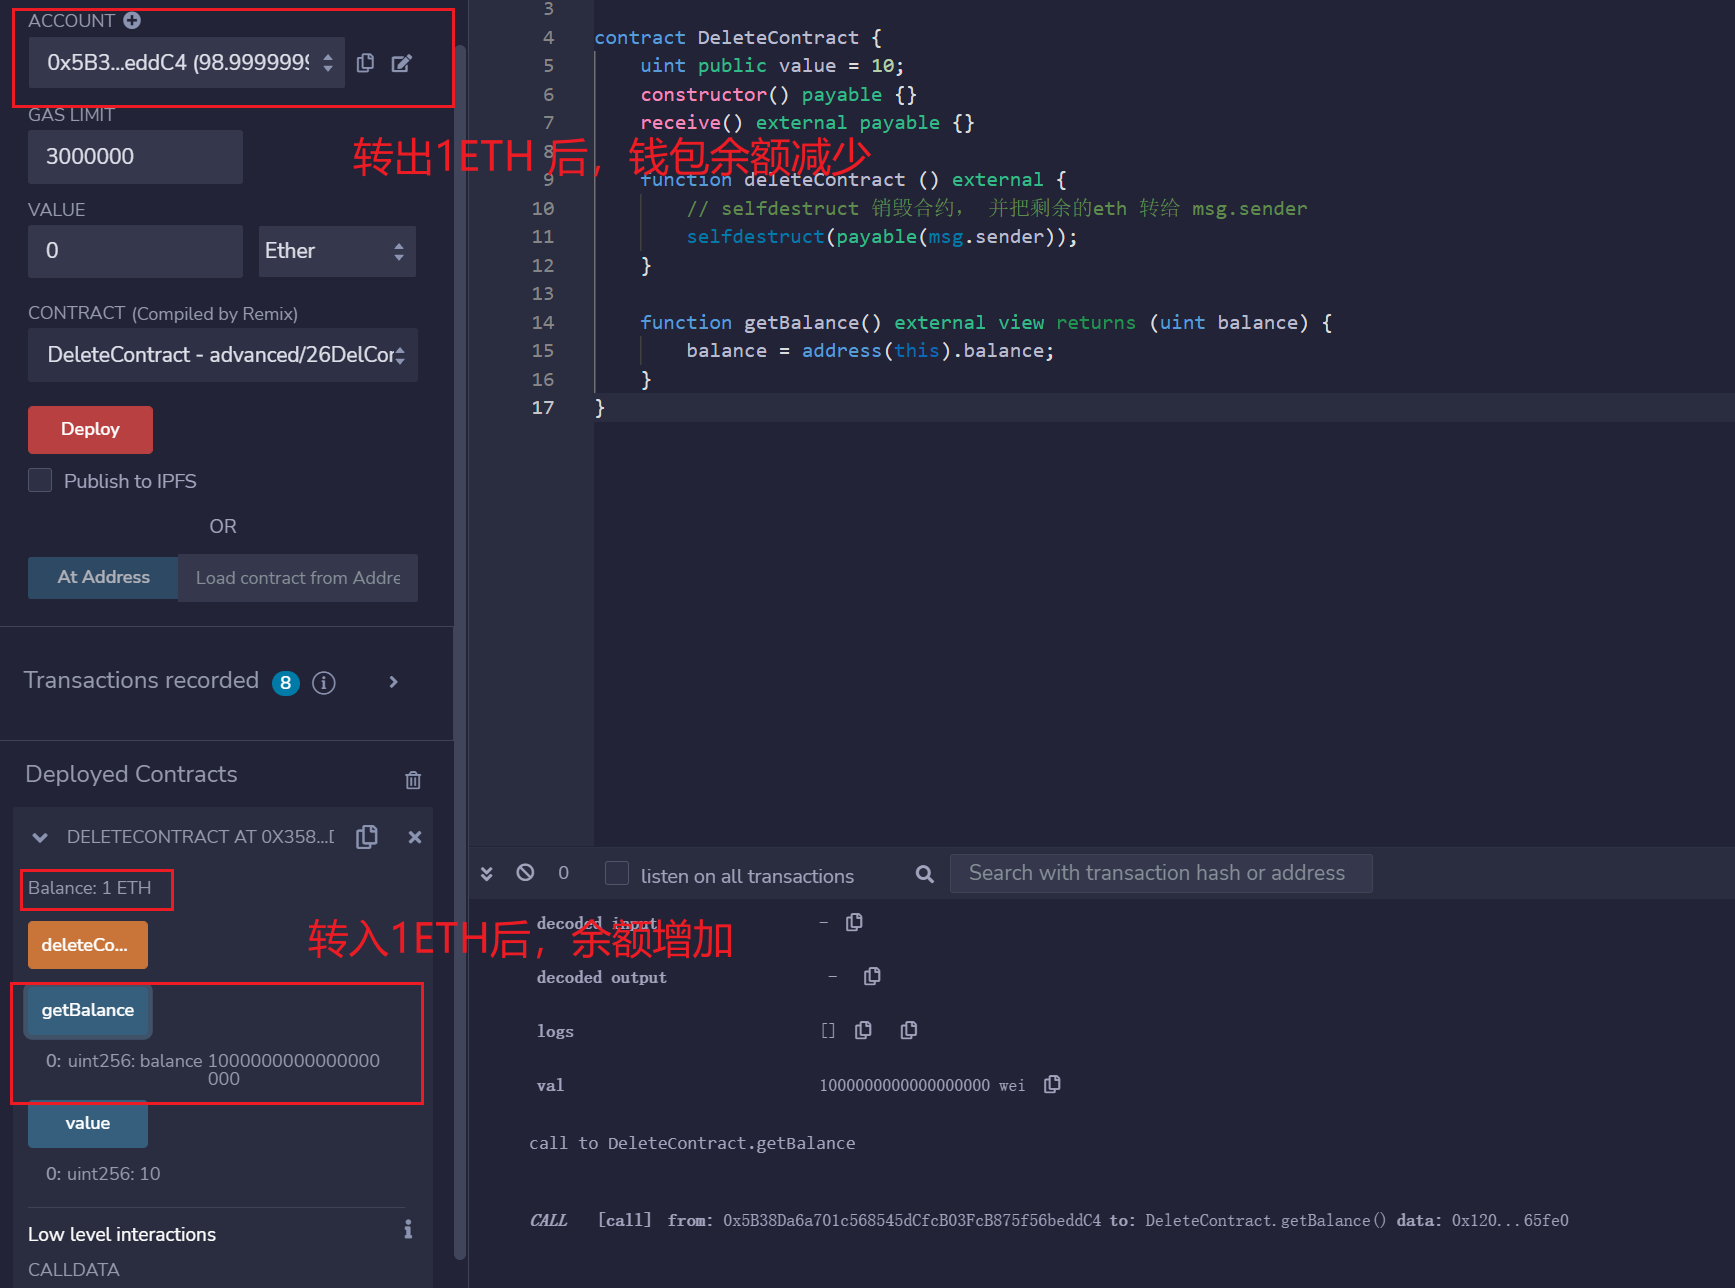 ACCOUNT
0x5B3...eddC4 (98.9999999
GAS LIMIT
3000000
VALUE
0
Ether
CONTRACT (Compiled by Remix)
DeleteContract - advanced/26DelCor
Deploy
Publish to IPFS
OR
At Address
Load contract from Addre
Transactions recorded 8
Deployed Contracts
DELETECONTRACT AT 0X358...
Balance: 1 ETH
deleteCo...
getBalance
0: uint256: balance 1000000000000000
000
value
0: uint256: 10
Low level interactions
CALLDATA
转出1ETH 后，钱包余额减少
转入1ETH后，余额增加
3
4 contract DeleteContract {
5 uint public value = 10;
6 constructor() payable {}
7 receive() external payable {}
8
9 function deleteContract () external {
10 // selfdestruct 销毁合约， 并把剩余的eth 转给 msg.sender
11 selfdestruct(payable(msg.sender));
12 }
13
14 function getBalance() external view returns (uint balance) {
15 balance = address(this).balance;
16 }
17 }
0
listen on all transactions
Search with transaction hash or address
decoded input -
decoded output -
logs []
val 1000000000000000000 wei
call to DeleteContract.getBalance
CALL [call] from: 0x5B38Da6a701c568545dCfcB03FcB875f56beddC4 to: DeleteContract.getBalance() data: 0x120...65fe0